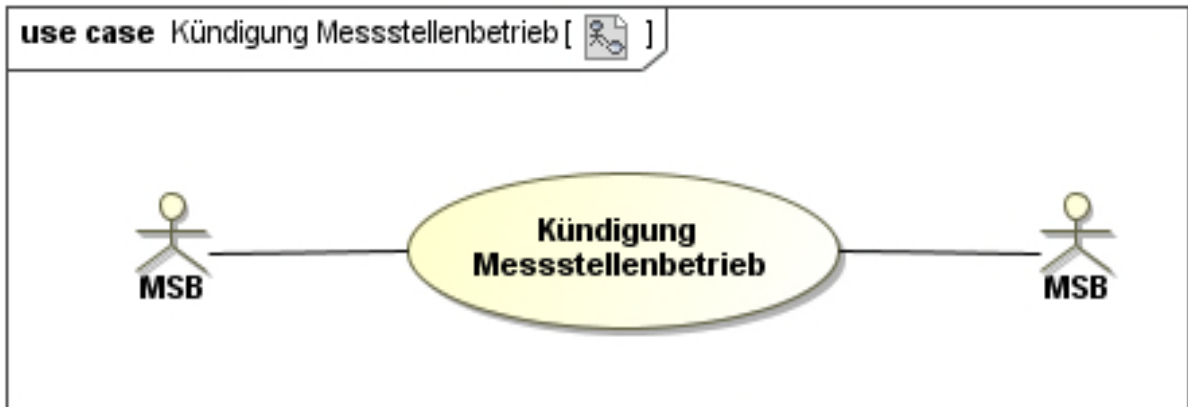 use case Kündigung Messstellenbetrieb [ ]
Kündigung
Messstellenbetrieb
MSB
MSB